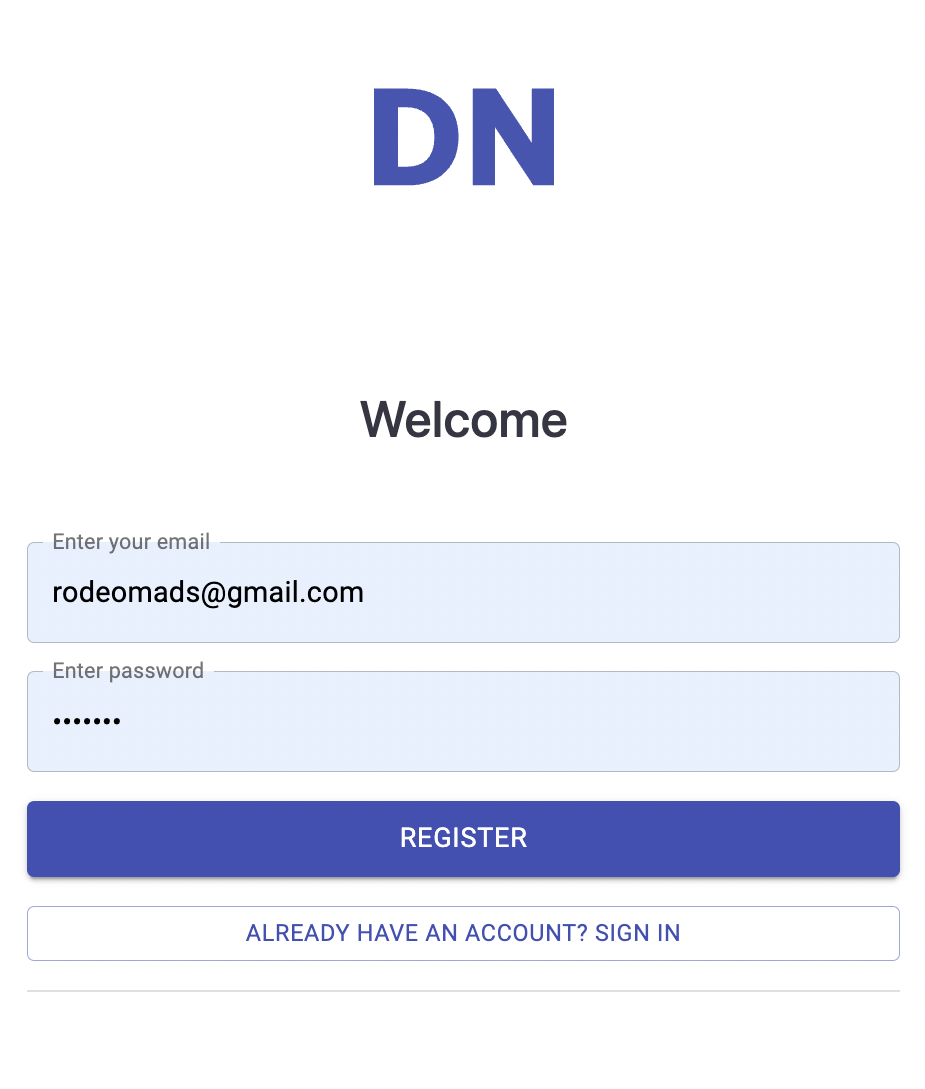 DN
Welcome
Enter your email
rodeomads@gmail.com
Enter password
•••••••
REGISTER
ALREADY HAVE AN ACCOUNT? SIGN IN